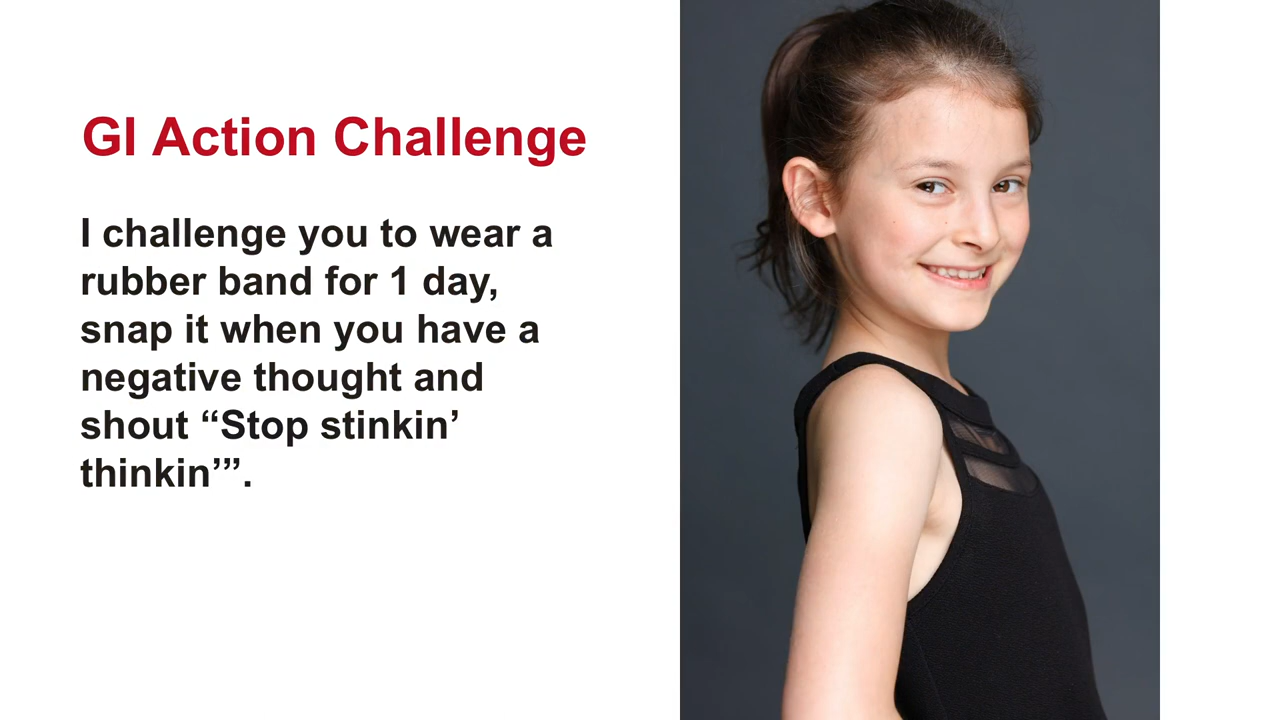 GI Action Challenge
I challenge you to wear a
rubber band for 1 day,
snap it when you have a
negative thought and
shout “Stop stinkin’
thinkin’”.